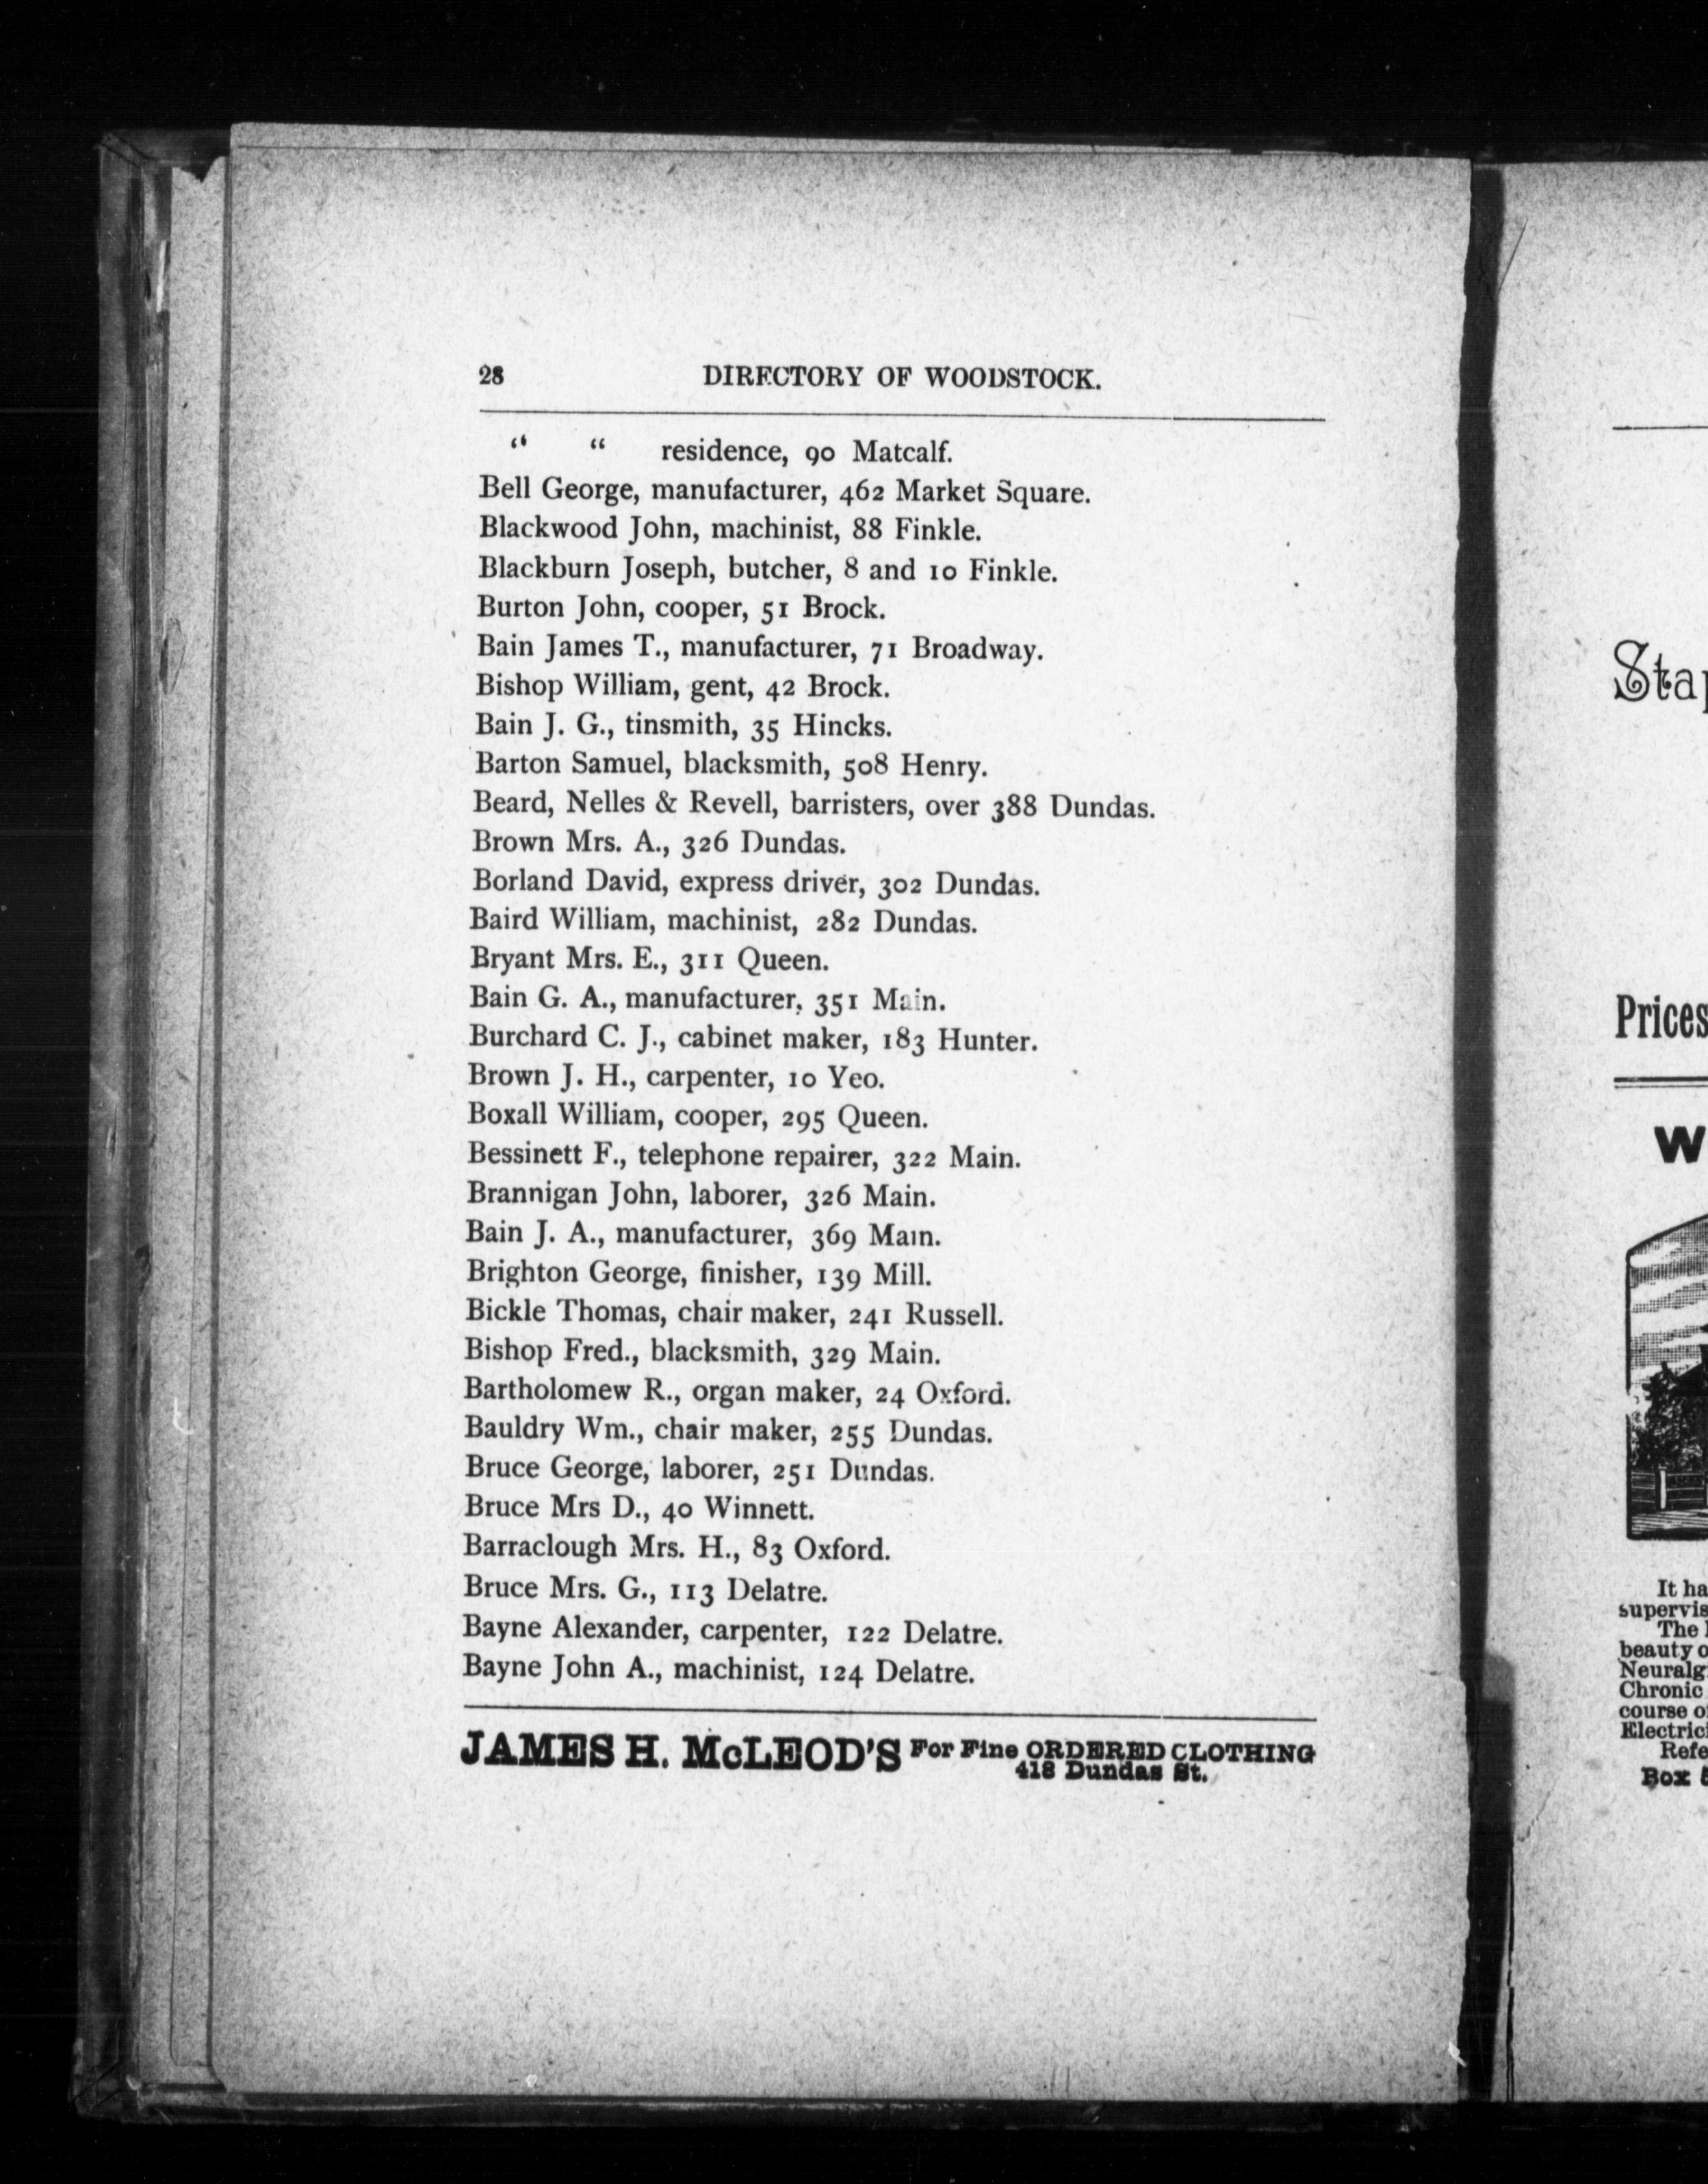 28 DIRECTORY OF WOODSTOCK.
“ “ residence, 90 Matcalf.
Bell George, manufacturer, 462 Market Square.
Blackwood John, machinist, 88 Finkle.
Blackburn Joseph, butcher, 8 and 10 Finkle.
Burton John, cooper, 51 Brock.
Bain James T., manufacturer, 71 Broadway.
Bishop William, gent, 42 Brock.
Bain J. G., tinsmith, 35 Hincks.
Barton Samuel, blacksmith, 508 Henry.
Beard, Nelles & Revell, barristers, over 388 Dundas.
Brown Mrs. A., 326 Dundas.
Borland David, express driver, 302 Dundas.
Baird William, machinist, 282 Dundas.
Bryant Mrs. E., 311 Queen.
Bain G. A., manufacturer, 351 Main.
Burchard C. J., cabinet maker, 183 Hunter.
Brown J. H., carpenter, 10 Yeo.
Boxall William, cooper, 295 Queen.
Bessinett F., telephone repairer, 322 Main.
Brannigan John, laborer, 326 Main.
Bain J. A., manufacturer, 369 Main.
Brighton George, finisher, 139 Mill.
Bickle Thomas, chair maker, 241 Russell.
Bishop Fred., blacksmith, 329 Main.
Bartholomew R., organ maker, 24 Oxford.
Bauldry Wm., chair maker, 255 Dundas.
Bruce George, laborer, 251 Dundas.
Bruce Mrs D., 40 Winnett.
Barraclough Mrs. H., 83 Oxford.
Bruce Mrs. G., 113 Delatre.
Bayne Alexander, carpenter, 122 Delatre.
Bayne John A., machinist, 124 Delatre.
JAMES H. McLEOD'S For Fine ORDERED CLOTHING
418 Dundas St.
Prices
W
It ha
The
beauty o
Chronic
course o
Box